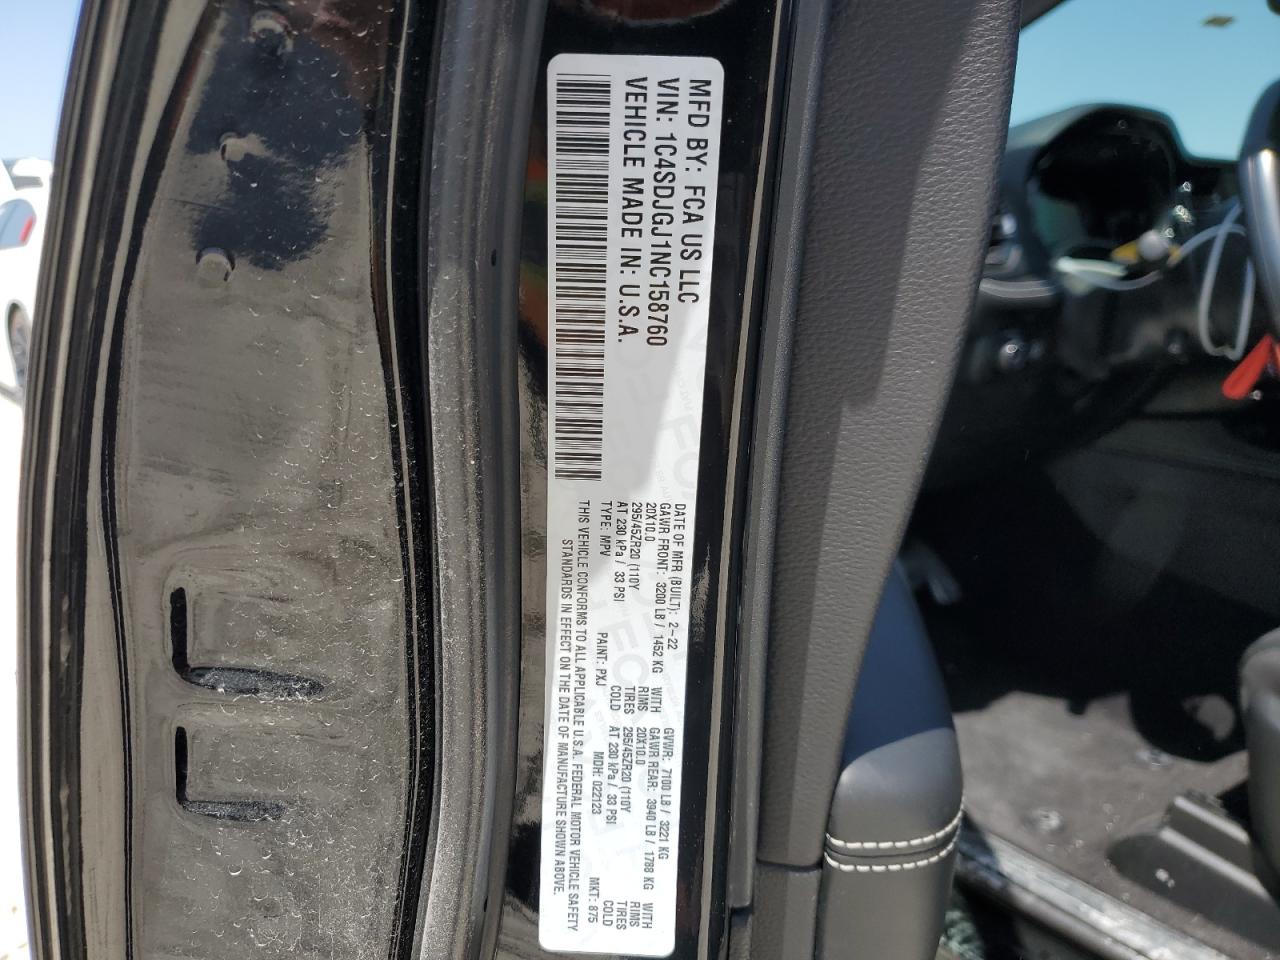 MFD BY: FCA US LLC
VIN: 1C4SDJGJ1NC158760
VEHICLE MADE IN: U.S.A.
DATE OF MFR (BUILT): 2-22 GVWR: 7100 LB / 3221 KG
GAWR FRONT: 3200 LB / 1452 KG WITH GAWR REAR: 3940 LB / 1788 KG WITH
20X10.0 RIMS 20X10.0 RIMS
295/45ZR20 (110Y TIRES 295/45ZR20 (110Y TIRES
AT 230 kPa / 33 PSI COLD AT 230 kPa / 33 PSI COLD
TYPE: MPV PAINT: PXJ MDH: 022123 MKT: 875
THIS VEHICLE CONFORMS TO ALL APPLICABLE U.S.A. FEDERAL MOTOR VEHICLE SAFETY
STANDARDS IN EFFECT ON THE DATE OF MANUFACTURE SHOWN ABOVE.